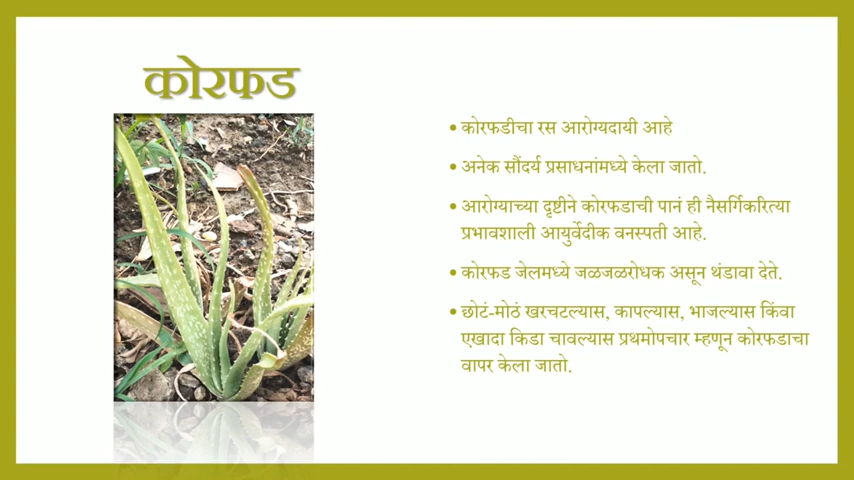 कोरफड
• कोरफडीचा रस आरोग्यदायी आहे
• अनेक सौंदर्य प्रसाधनांमध्ये केला जातो.
• आरोग्याच्या दृष्टीने कोरफडाची पानं ही नैसर्गिकरित्या
प्रभावशाली आयुर्वेदीक वनस्पती आहे.
• कोरफड जेलमध्ये जळजळरोधक असून थंडावा देते.
• छोटं-मोठं खरचटल्यास, कापल्यास, भाजल्यास किंवा
एखादा किडा चावल्यास प्रथमोपचार म्हणून कोरफडाचा
वापर केला जातो.